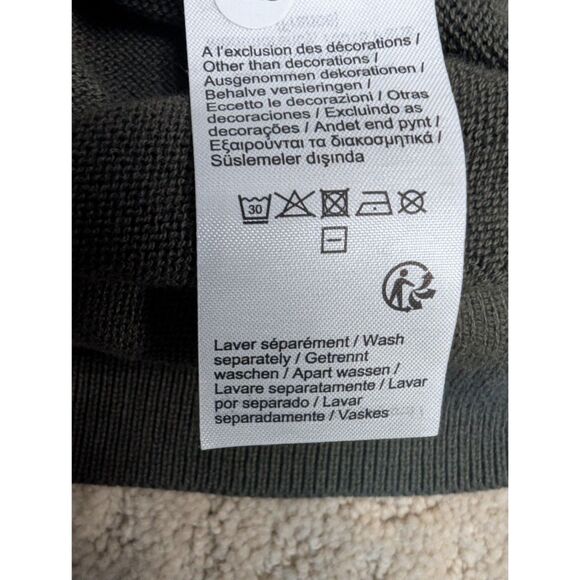 A l'exclusion des décorations /
Other than decorations /
Ausgenommen dekorationen /
Behalve versieringen /
Eccetto le decorazioni / Otras
decoraciones / Excluindo as
decorações / Andet end pynt /
Εξαιρούνται τα διακοσμητικά /
Süslemeler dışında
30
Laver séparément / Wash
separately / Getrennt
waschen / Apart wassen /
Lavare separatamente / Lavar
por separado / Lavar
separadamente / Vaskes